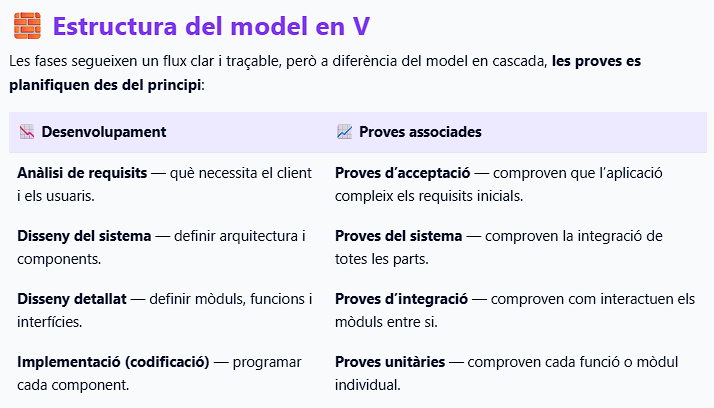 Estructura del model en V
Les fases segueixen un flux clar i traçable, però a diferència del model en cascada, les proves es
planifiquen des del principi:
Desenvolupament
Proves associades
Anàlisi de requisits — què necessita el client
i els usuaris.
Proves d’acceptació — comproven que l’aplicació
compleix els requisits inicials.
Disseny del sistema — definir arquitectura i
components.
Proves del sistema — comproven la integració de
totes les parts.
Disseny detallat — definir mòduls, funcions i
interfícies.
Proves d’integració — comproven com interactuen els
mòduls entre si.
Implementació (codificació) — programar
cada component.
Proves unitàries — comproven cada funció o mòdul
individual.